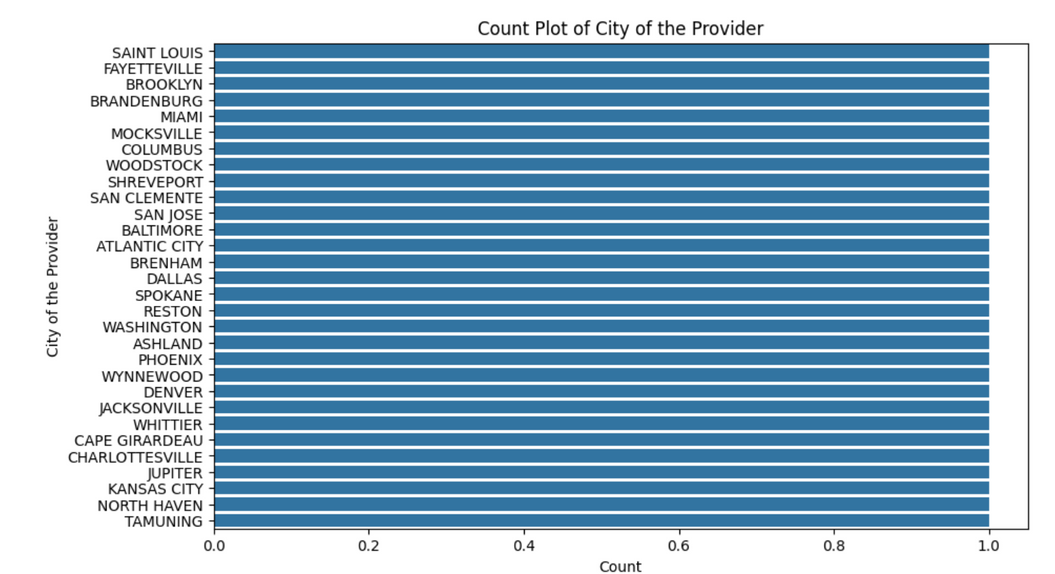 Count Plot of City of the Provider
SAINT LOUIS
FAYETTEVILLE
BROOKLYN
BRANDENBURG
MIAMI
MOCKSVILLE
COLUMBUS
WOODSTOCK
SHREVEPORT
SAN CLEMENTE
SAN JOSE
BALTIMORE
ATLANTIC CITY
BRENHAM
DALLAS
SPOKANE
RESTON
WASHINGTON
ASHLAND
PHOENIX
WYNNEWOOD
DENVER
JACKSONVILLE
WHITTIER
CAPE GIRARDEAU
CHARLOTTESVILLE
JUPITER
KANSAS CITY
NORTH HAVEN
TAMUNING
City of the Provider
0.0 0.2 0.4 0.6 0.8 1.0
Count